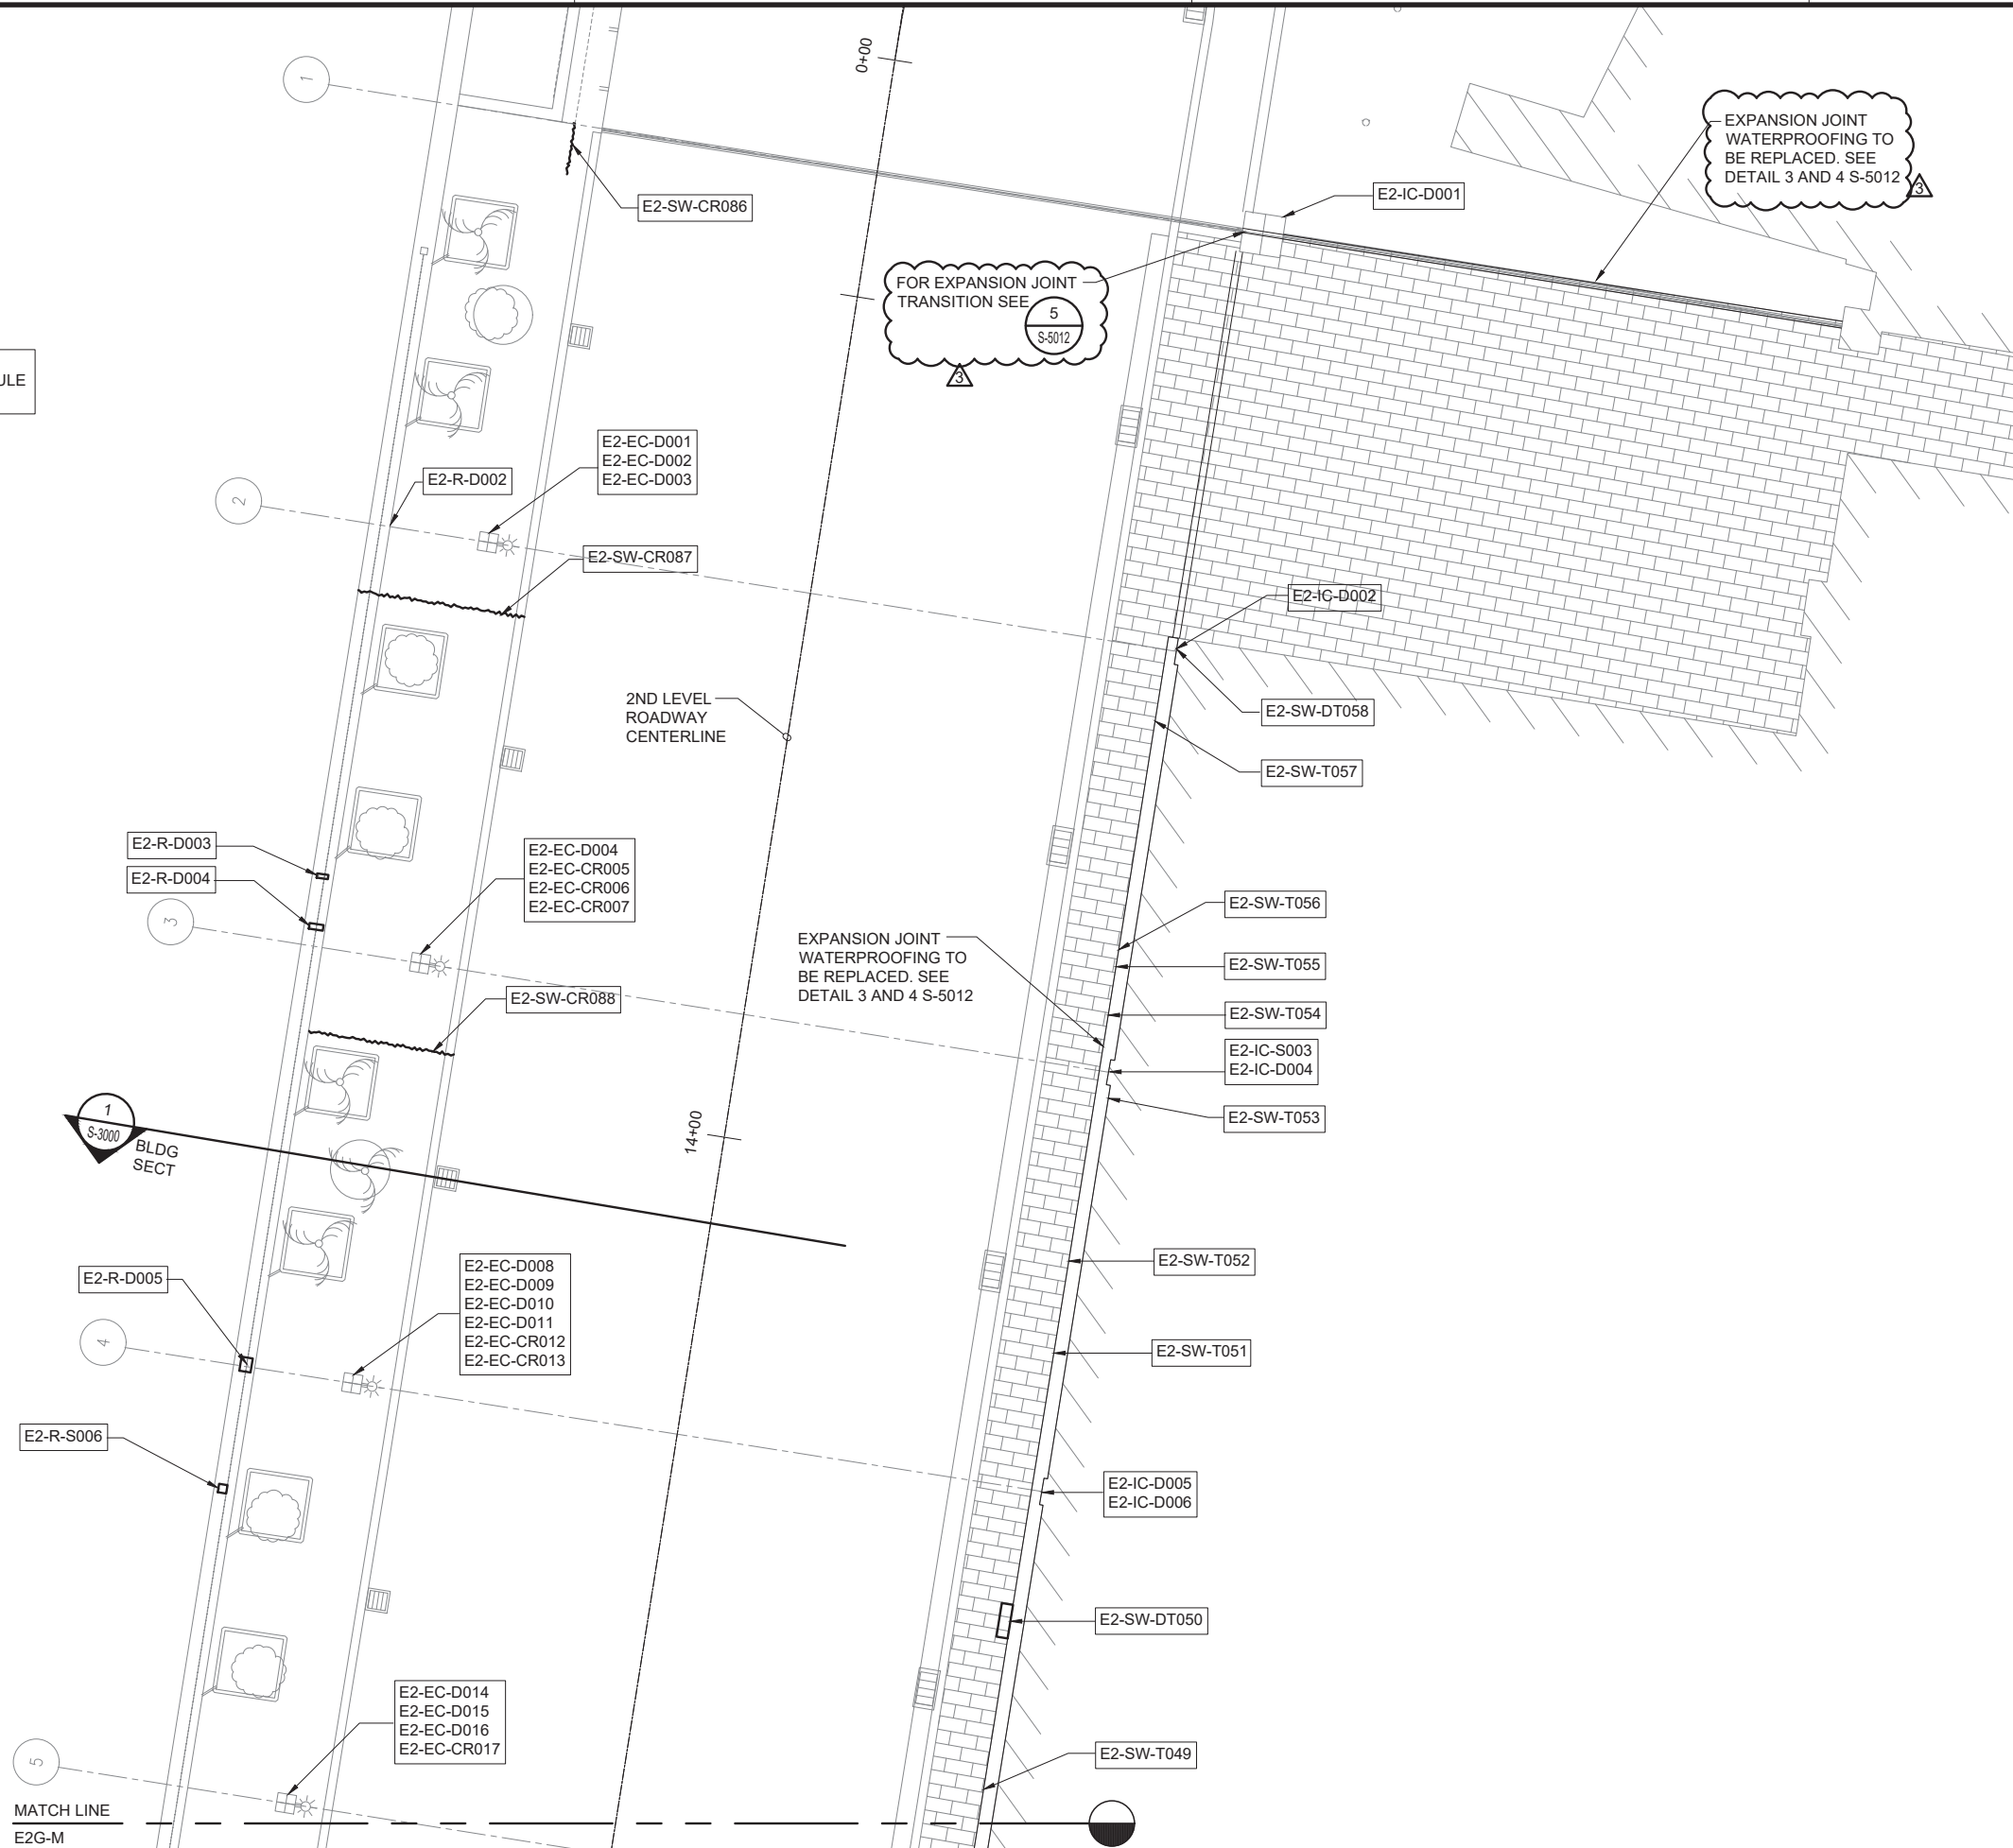 1
0+00
EXPANSION JOINT
WATERPROOFING TO
BE REPLACED. SEE
DETAIL 3 AND 4 S-5012
3
E2-SW-CR086
E2-IC-D001
FOR EXPANSION JOINT
TRANSITION SEE
5
S-5012
3
E2-EC-D001
E2-EC-D002
E2-EC-D003
E2-R-D002
2
E2-SW-CR087
E2-IC-D002
2ND LEVEL
ROADWAY
CENTERLINE
E2-SW-DT058
E2-SW-T057
E2-R-D003
E2-R-D004
3
E2-EC-D004
E2-EC-CR005
E2-EC-CR006
E2-EC-CR007
E2-SW-T056
EXPANSION JOINT
WATERPROOFING TO
BE REPLACED. SEE
DETAIL 3 AND 4 S-5012
E2-SW-T055
E2-SW-CR088
E2-SW-T054
E2-IC-S003
E2-IC-D004
E2-SW-T053
1
S-3000
BLDG
SECT
14+00
E2-R-D005
4
E2-EC-D008
E2-EC-D009
E2-EC-D010
E2-EC-D011
E2-EC-CR012
E2-EC-CR013
E2-SW-T052
E2-SW-T051
E2-R-S006
E2-IC-D005
E2-IC-D006
E2-SW-DT050
E2-EC-D014
E2-EC-D015
E2-EC-D016
E2-EC-CR017
E2-SW-T049
5
MATCH LINE
E2G-M